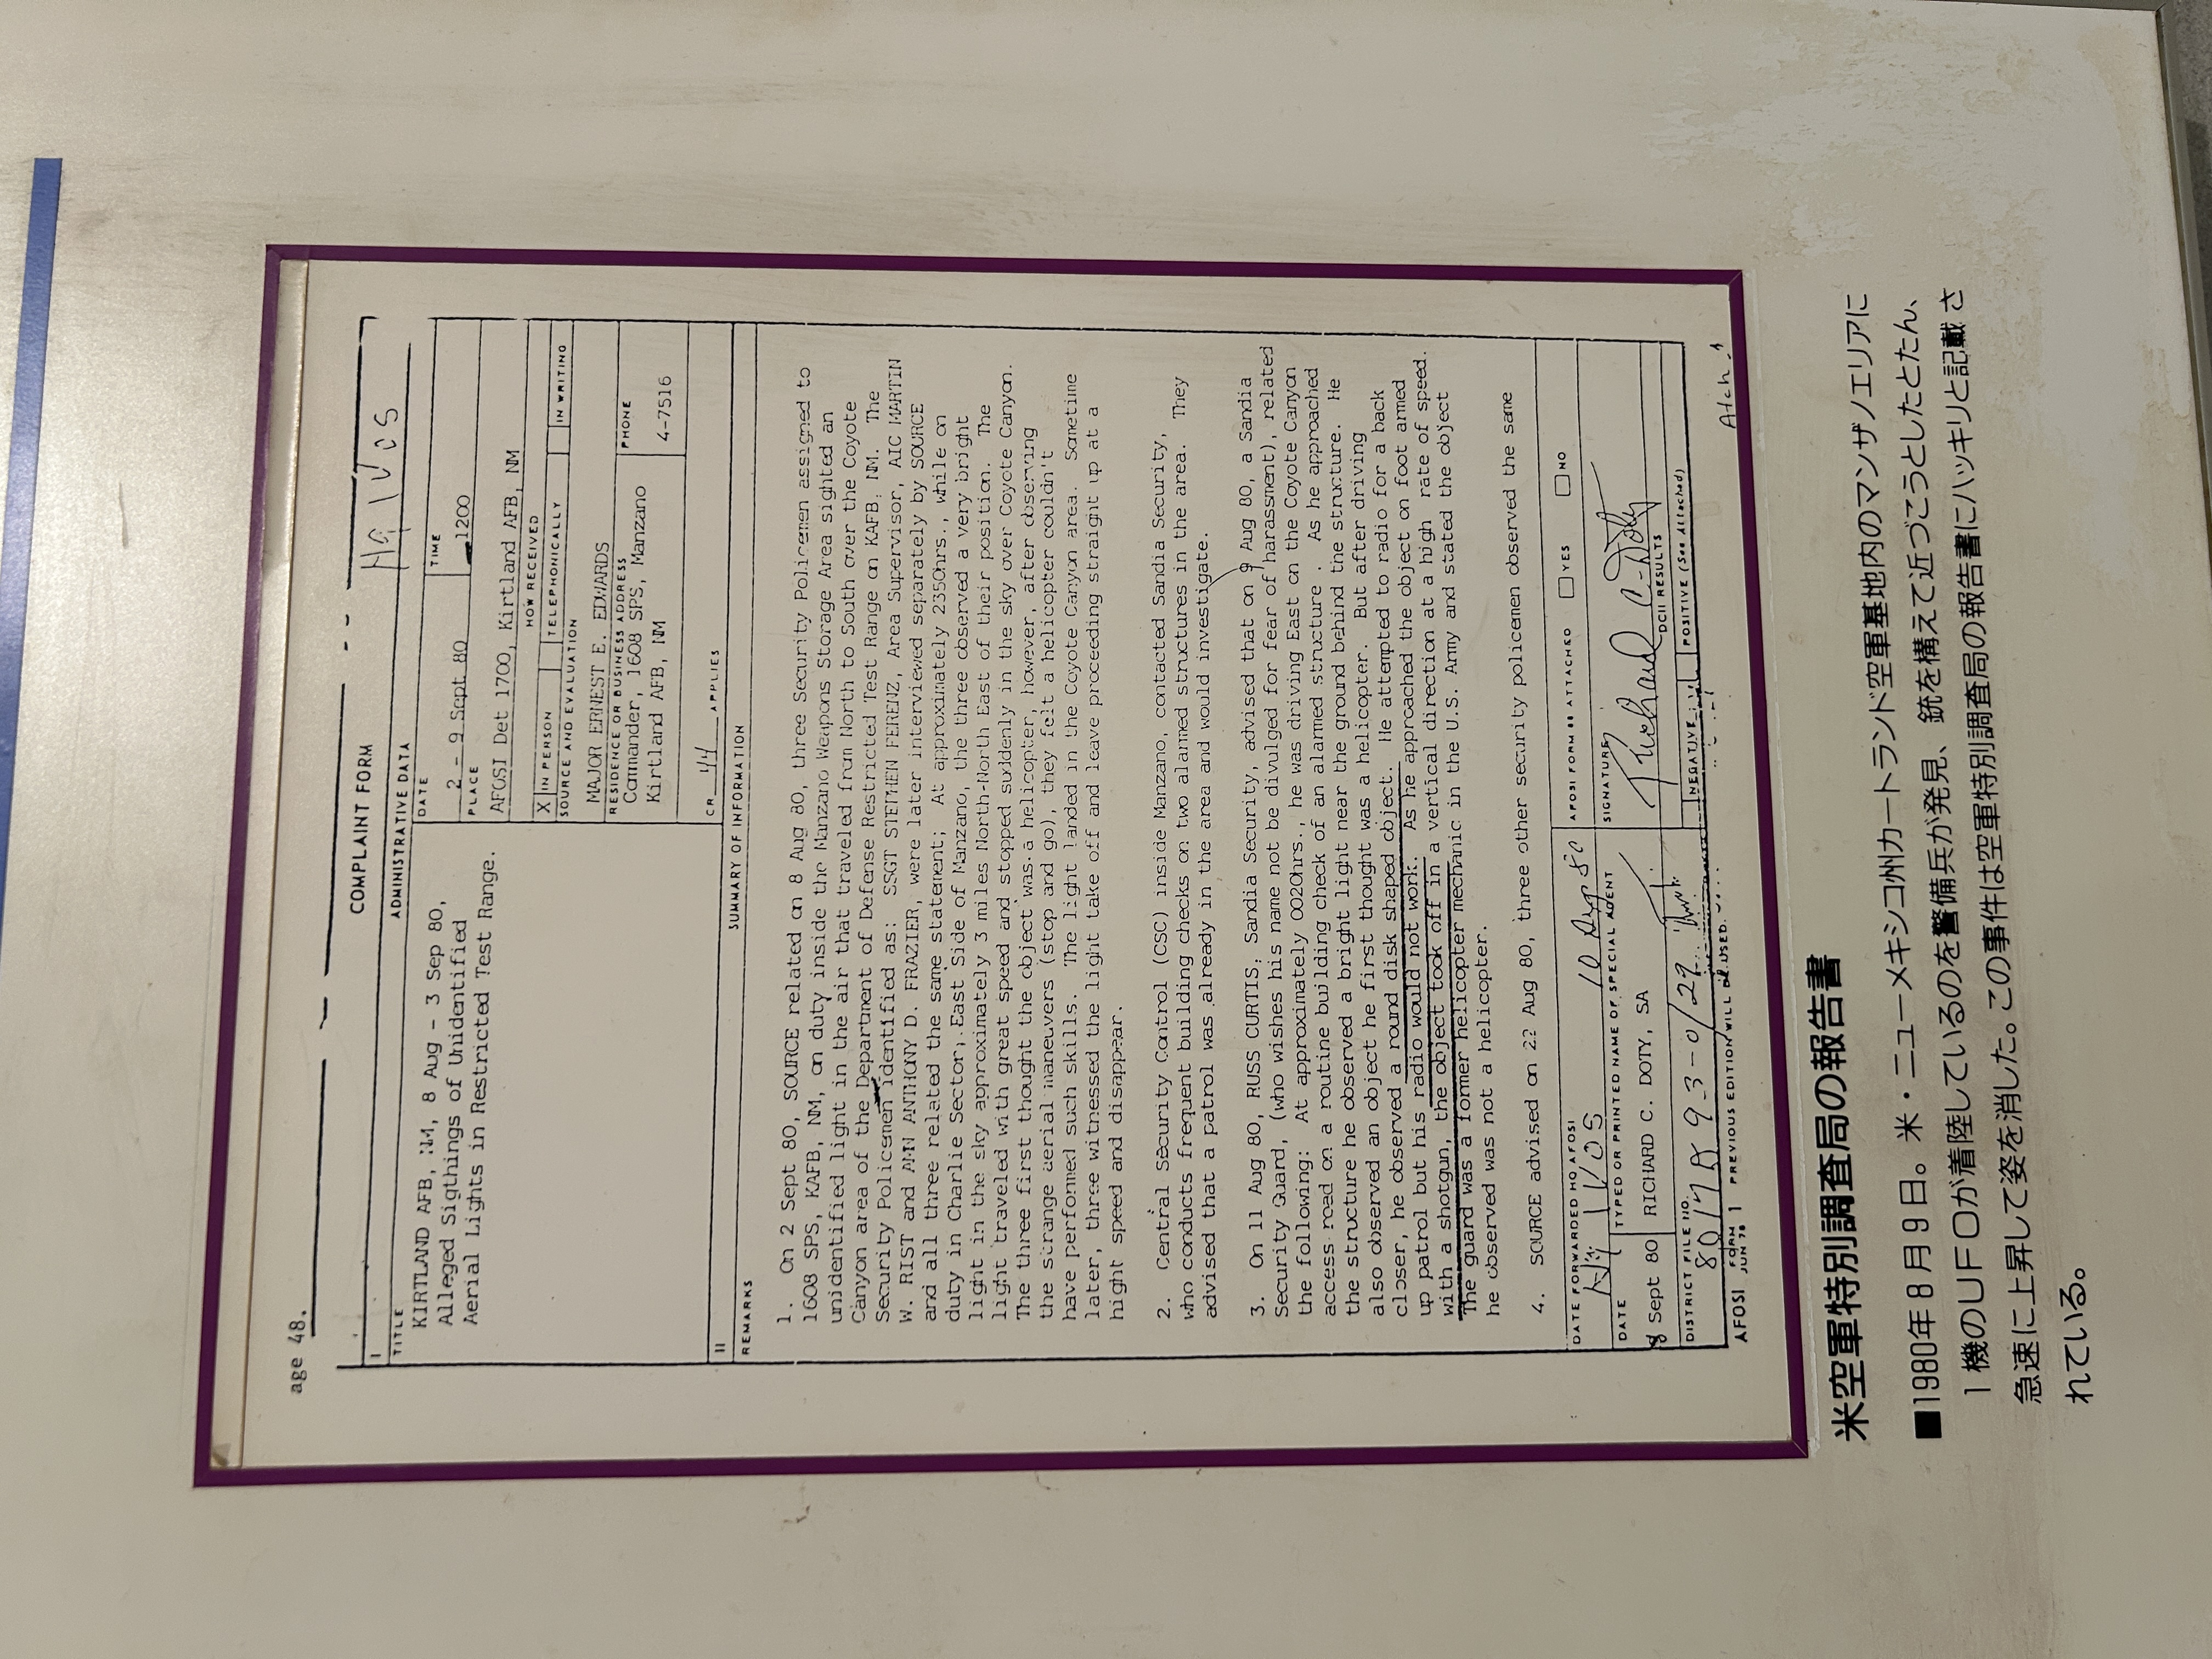 age 48.
COMPLAINT FORM
HQ IVOS
I ADMINISTRATIVE DATA
TITLE
KIRTLAND AFB, NM, 8 Aug - 3 Sep 80,
Alleged Sigthings of Unidentified
Aerial Lights in Restricted Test Range.
DATE
2 - 9 Sept 80
TIME
1200
PLACE
AFOSI Det 1700, Kirtland AFB, NM
HOW RECEIVED
X IN PERSON TELEPHONICALLY IN WRITING
SOURCE AND EVALUATION
MAJOR ERNEST E. EDWARDS
RESIDENCE OR BUSINESS ADDRESS
Commander, 1608 SPS, Manzano
Kirtland AFB, NM
PHONE
4-7516
CR 44 APPLIES
II SUMMARY OF INFORMATION
REMARKS
1. On 2 Sept 80, SOURCE related on 8 Aug 80, three Security Policemen assigned to
1608 SPS, KAFB, NM, on duty inside the Manzano Weapons Storage Area sighted an
unidentified light in the air that traveled from North to South over the Coyote
Canyon area of the Department of Defense Restricted Test Range on KAFB, NM. The
Security Policemen identified as: SSGT STEPHEN FERENZ, Area Supervisor, AIC MARTIN
W. RIST and AMN ANTHONY D. FRAZIER, were later interviewed separately by SOURCE
and all three related the same statement; At approximately 2350hrs., while on
duty in Charlie Sector, East Side of Manzano, the three observed a very bright
light in the sky approximately 3 miles North-North East of their position. The
light traveled with great speed and stopped suddenly in the sky over Coyote Canyon.
The three first thought the object was a helicopter, however, after observing
the strange aerial maneuvers (stop and go), they felt a helicopter couldn't
have performed such skills. The light landed in the Coyote Canyon area. Sometime
later, three witnessed the light take off and leave proceeding straight up at a
hight speed and disappear.
2. Central Security Control (CSC) inside Manzano, contacted Sandia Security,
who conducts frequent building checks on two alarmed structures in the area. They
advised that a patrol was already in the area and would investigate.
3. On 11 Aug 80, RUSS CURTIS, Sandia Security, advised that on 9 Aug 80, a Sandia
Security Guard, (who wishes his name not be divulged for fear of harassment), related
the following: At approximately 0020hrs., he was driving East on the Coyote Canyon
access road on a routine building check of an alarmed structure. As he approached
the structure he observed a bright light near the ground behind the structure. He
also observed an object he first thought was a helicopter. But after driving
closer, he observed a round disk shaped object. He attempted to radio for a back
up patrol but his radio would not work. As he approached the object on foot armed
with a shotgun, the object took off in a vertical direction at a high rate of speed.
The guard was a former helicopter mechanic in the U.S. Army and stated the object
he observed was not a helicopter.
4. SOURCE advised on 22 Aug 80, three other security policemen observed the same
DATE FORWARDED HQ AFOSI
HQ IVOS 10 Sep 80
AFOSI FORM 88 ATTACHED YES NO
DATE
8 Sept 80
TYPED OR PRINTED NAME OF SPECIAL AGENT
RICHARD C. DOTY, SA
SIGNATURE
Richard C. Doty
DISTRICT FILE NO.
8017D93-0/29
DCII RESULTS
NEGATIVE POSITIVE (See Attached)
AFOSI FORM JUN 78 1 PREVIOUS EDITION WILL BE USED.
Atch 1
米空軍特別調査局の報告書
■1980年8月9日。米・ニューメキシコ州カートランド空軍基地内のマンザノエリアに
1機のUFOが着陸しているのを警備兵が発見、銃を構えて近づこうとしたとたん、
急速に上昇して姿を消した。この事件は空軍特別調査局の報告書にハッキリと記載さ
れている。